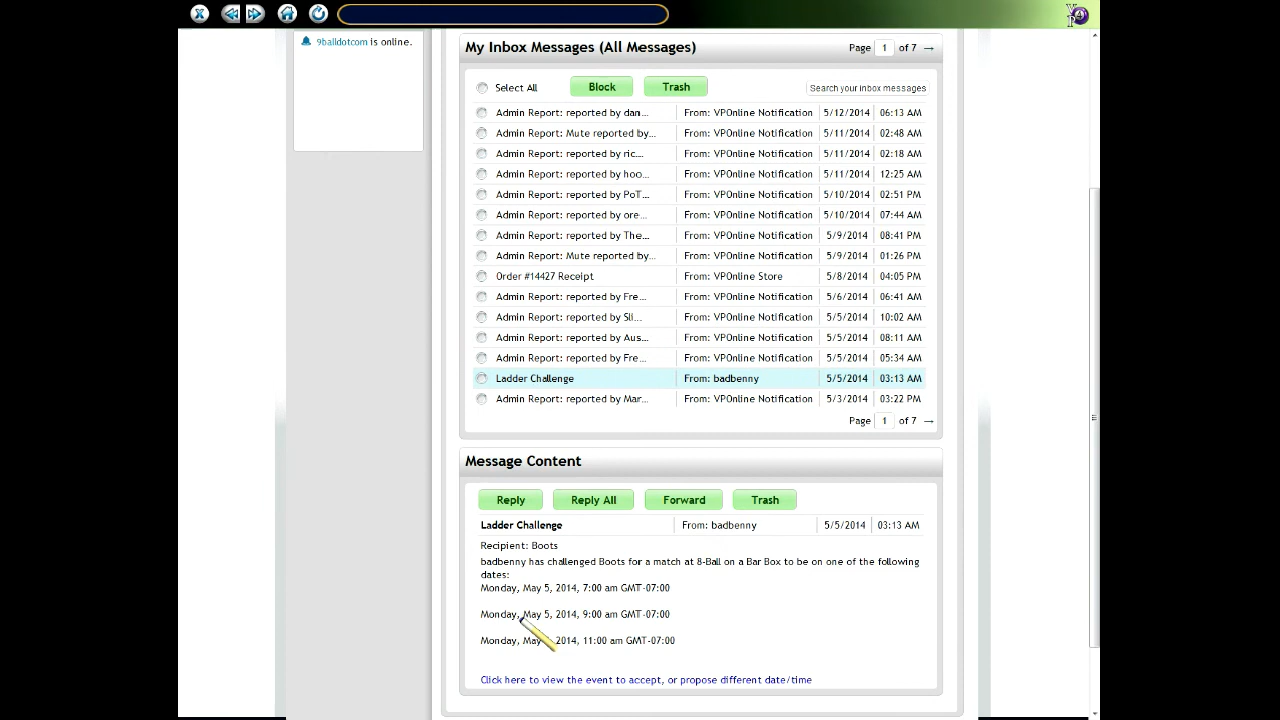 VP
4
9balldotcom is online.
My Inbox Messages (All Messages) Page 1 of 7 →
Select All Block Trash Search your inbox messages
Admin Report: reported by dan... From: VPOnline Notification 5/12/2014 06:13 AM
Admin Report: Mute reported by... From: VPOnline Notification 5/11/2014 02:48 AM
Admin Report: reported by ric... From: VPOnline Notification 5/11/2014 02:18 AM
Admin Report: reported by hoo... From: VPOnline Notification 5/11/2014 12:25 AM
Admin Report: reported by PoT... From: VPOnline Notification 5/10/2014 02:51 PM
Admin Report: reported by ore... From: VPOnline Notification 5/10/2014 07:44 AM
Admin Report: reported by The... From: VPOnline Notification 5/9/2014 08:41 PM
Admin Report: Mute reported by... From: VPOnline Notification 5/9/2014 01:26 PM
Order #14427 Receipt From: VPOnline Store 5/8/2014 04:05 PM
Admin Report: reported by Fre... From: VPOnline Notification 5/6/2014 06:41 AM
Admin Report: reported by Sli... From: VPOnline Notification 5/5/2014 10:02 AM
Admin Report: reported by Aus... From: VPOnline Notification 5/5/2014 08:11 AM
Admin Report: reported by Fre... From: VPOnline Notification 5/5/2014 05:34 AM
Ladder Challenge From: badbenny 5/5/2014 03:13 AM
Admin Report: reported by Mar... From: VPOnline Notification 5/3/2014 03:22 PM
Page 1 of 7 →
Message Content
Reply Reply All Forward Trash
Ladder Challenge From: badbenny 5/5/2014 03:13 AM
Recipient: Boots
badbenny has challenged Boots for a match at 8-Ball on a Bar Box to be on one of the following
dates:
Monday, May 5, 2014, 7:00 am GMT-07:00
Monday, May 5, 2014, 9:00 am GMT-07:00
Monday, May 2014, 11:00 am GMT-07:00
Click here to view the event to accept, or propose different date/time